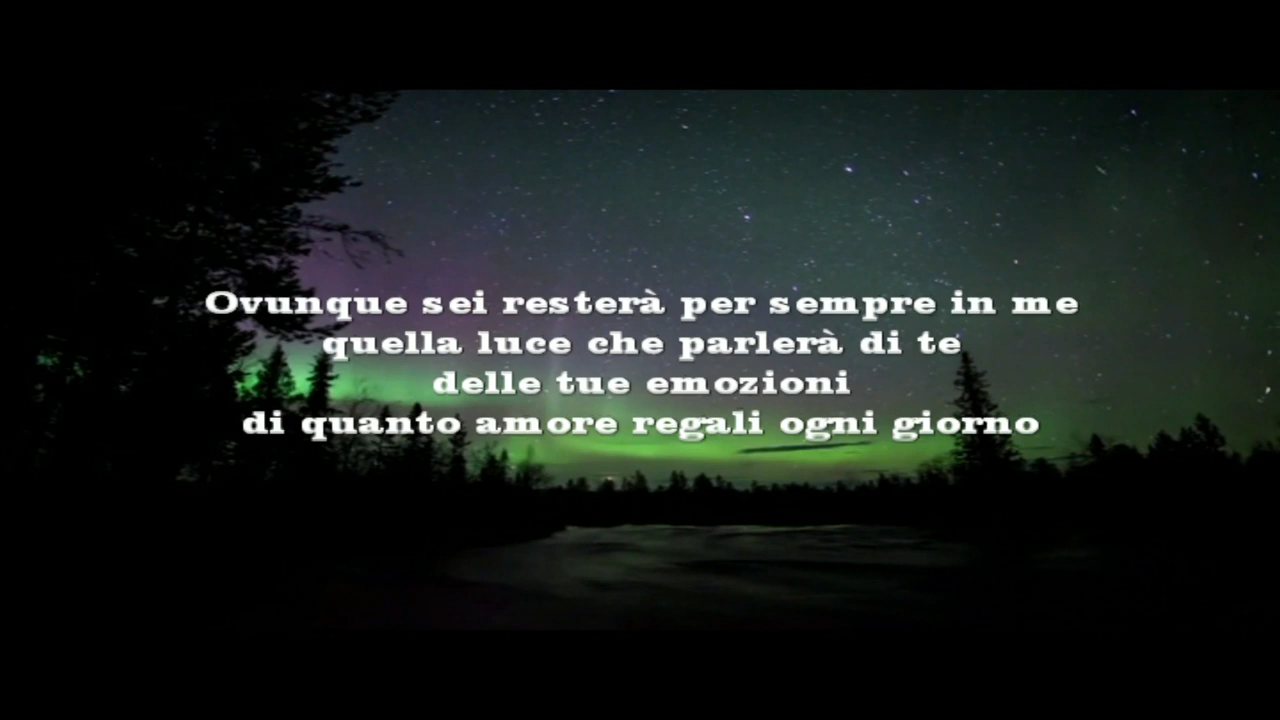 Ovunque sei resterà per sempre in me
quella luce che parlerà di te
delle tue emozioni
di quanto amore regali ogni giorno